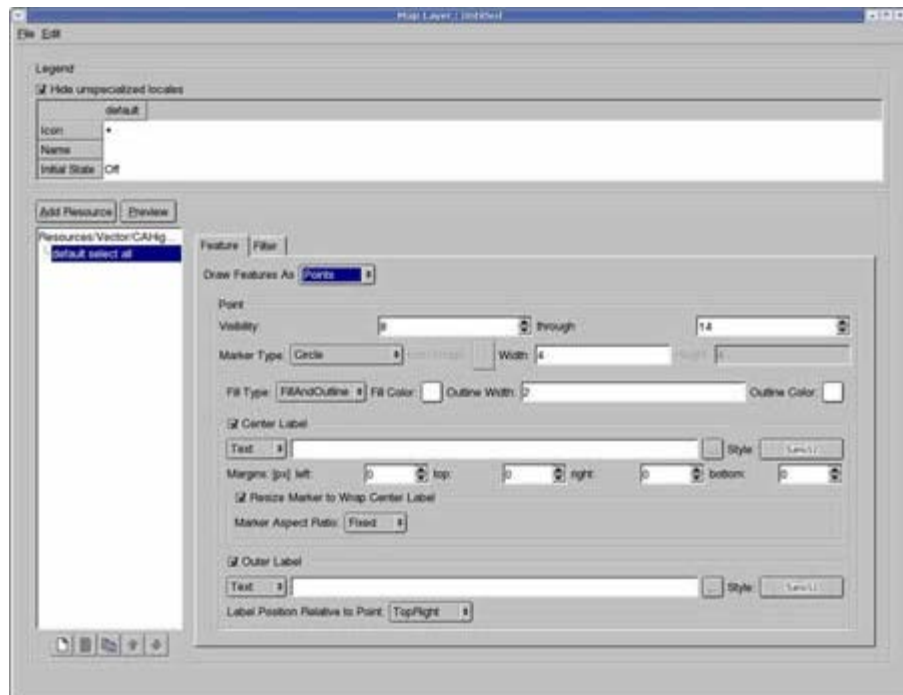 Map Layer : Untitled
File Edit
Legend
Hide unspecialized locales
default
Icon
Name
Initial State Off
Add Resource Preview
Resources/Vector/CAHig...
default select all
Feature Filter
Draw Features As Points
Point
Visibility: 8 through 14
Marker Type: Circle Width: 4 Height: 4
Fill Type: FillAndOutline Fill Color: Outline Width: 2 Outline Color:
Center Label
Text ... Style:
Margins: [px] left: 0 top: 0 right: 0 bottom: 0
Resize Marker to Wrap Center Label
Marker Aspect Ratio: Fixed
Outer Label
Text ... Style:
Label Position Relative to Point: TopRight